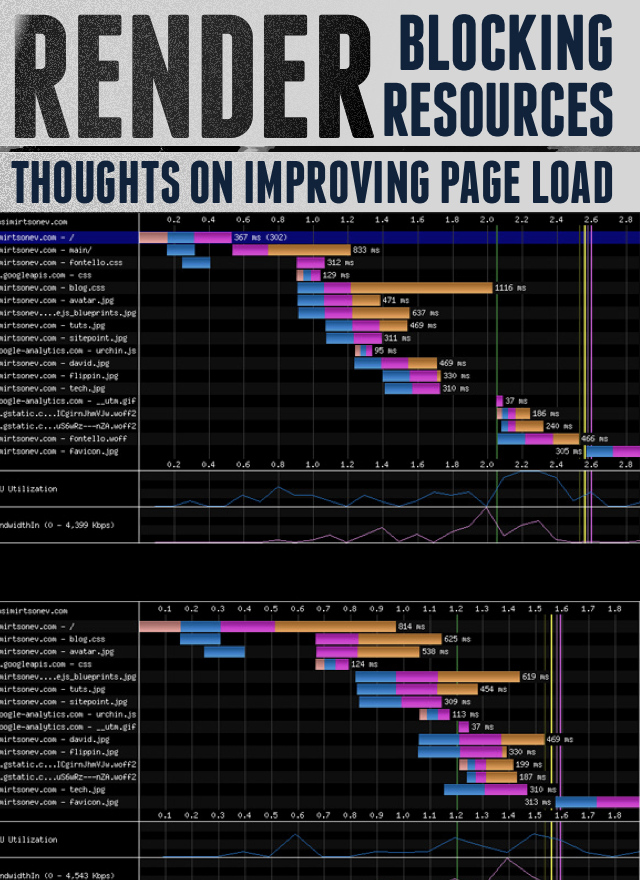 RENDER BLOCKING RESOURCES
THOUGHTS ON IMPROVING PAGE LOAD
asimirtsonev.com 0.2 0.4 0.6 0.8 1.0 1.2 1.4 1.6 1.8 2.0 2.2 2.4 2.6 2.8
mirtsonev.com - / 367 ms (302)
mirtsonev.com - main/ 833 ms
mirtsonev.com - fontello.css 312 ms
.googleapis.com - css 129 ms
mirtsonev.com - blog.css 1116 ms
mirtsonev.com - avatar.jpg 471 ms
mirtsonev....ejs_blueprints.jpg 637 ms
mirtsonev.com - tuts.jpg 469 ms
mirtsonev.com - sitepoint.jpg 311 ms
oogle-analytics.com - urchin.js 95 ms
mirtsonev.com - david.jpg 469 ms
mirtsonev.com - flippin.jpg 330 ms
mirtsonev.com - tech.jpg 310 ms
oogle-analytics.com - __utm.gif 37 ms
.gstatic.c...ICgirnJhmVJw.woff2 186 ms
.gstatic.c...uS6wRz---nZA.woff2 240 ms
mirtsonev.com - fontello.woff 466 ms
mirtsonev.com - favicon.jpg 305 ms
0.2 0.4 0.6 0.8 1.0 1.2 1.4 1.6 1.8 2.0 2.2 2.4 2.6 2.8
U Utilization
ndwidthIn (0 - 4,399 Kbps)
asimirtsonev.com 0.1 0.2 0.3 0.4 0.5 0.6 0.7 0.8 0.9 1.0 1.1 1.2 1.3 1.4 1.5 1.6 1.7 1.8
mirtsonev.com - / 814 ms
mirtsonev.com - blog.css 625 ms
mirtsonev.com - avatar.jpg 538 ms
.googleapis.com - css 124 ms
mirtsonev....ejs_blueprints.jpg 619 ms
mirtsonev.com - tuts.jpg 454 ms
mirtsonev.com - sitepoint.jpg 309 ms
oogle-analytics.com - urchin.js 113 ms
oogle-analytics.com - __utm.gif 37 ms
mirtsonev.com - david.jpg 469 ms
mirtsonev.com - flippin.jpg 330 ms
.gstatic.c...ICgirnJhmVJw.woff2 199 ms
.gstatic.c...uS6wRz---nZA.woff2 187 ms
mirtsonev.com - tech.jpg 310 ms
mirtsonev.com - favicon.jpg 313 ms
0.1 0.2 0.3 0.4 0.5 0.6 0.7 0.8 0.9 1.0 1.1 1.2 1.3 1.4 1.5 1.6 1.7 1.8
U Utilization
ndwidthIn (0 - 4,543 Kbps)